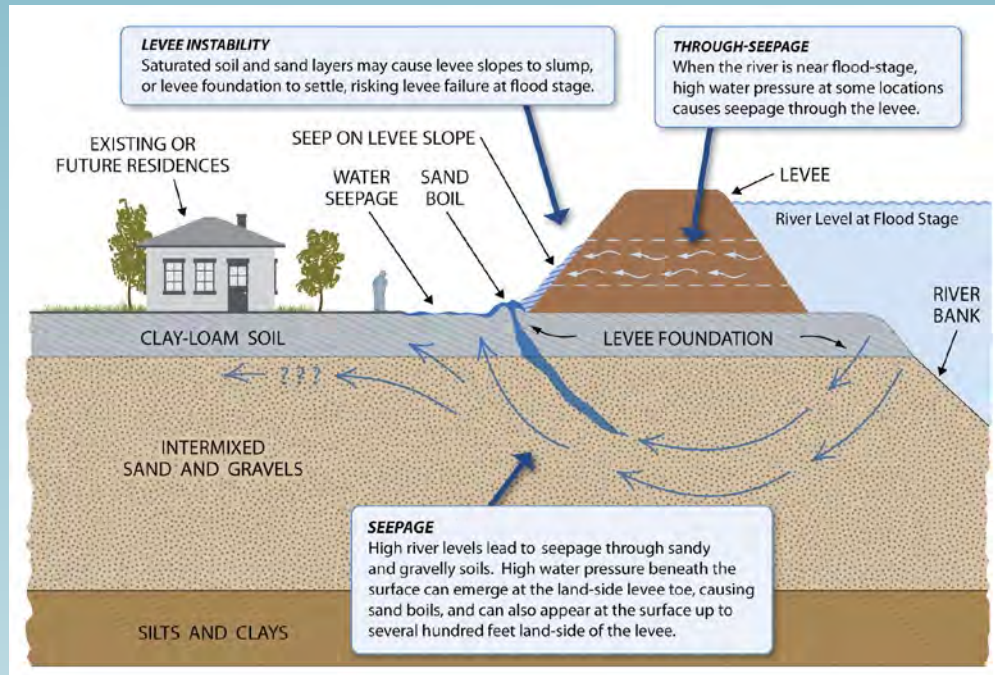 LEVEE INSTABILITY
Saturated soil and sand layers may cause levee slopes to slump,
or levee foundation to settle, risking levee failure at flood stage.
THROUGH-SEEPAGE
When the river is near flood-stage,
high water pressure at some locations
causes seepage through the levee.
EXISTING OR
FUTURE RESIDENCES
SEEP ON LEVEE SLOPE
WATER
SEEPAGE
SAND
BOIL
LEVEE
River Level at Flood Stage
RIVER
BANK
CLAY-LOAM SOIL
LEVEE FOUNDATION
???
INTERMIXED
SAND AND GRAVELS
SEEPAGE
High river levels lead to seepage through sandy
and gravelly soils. High water pressure beneath the
surface can emerge at the land-side levee toe, causing
sand boils, and can also appear at the surface up to
several hundred feet land-side of the levee.
SILTS AND CLAYS